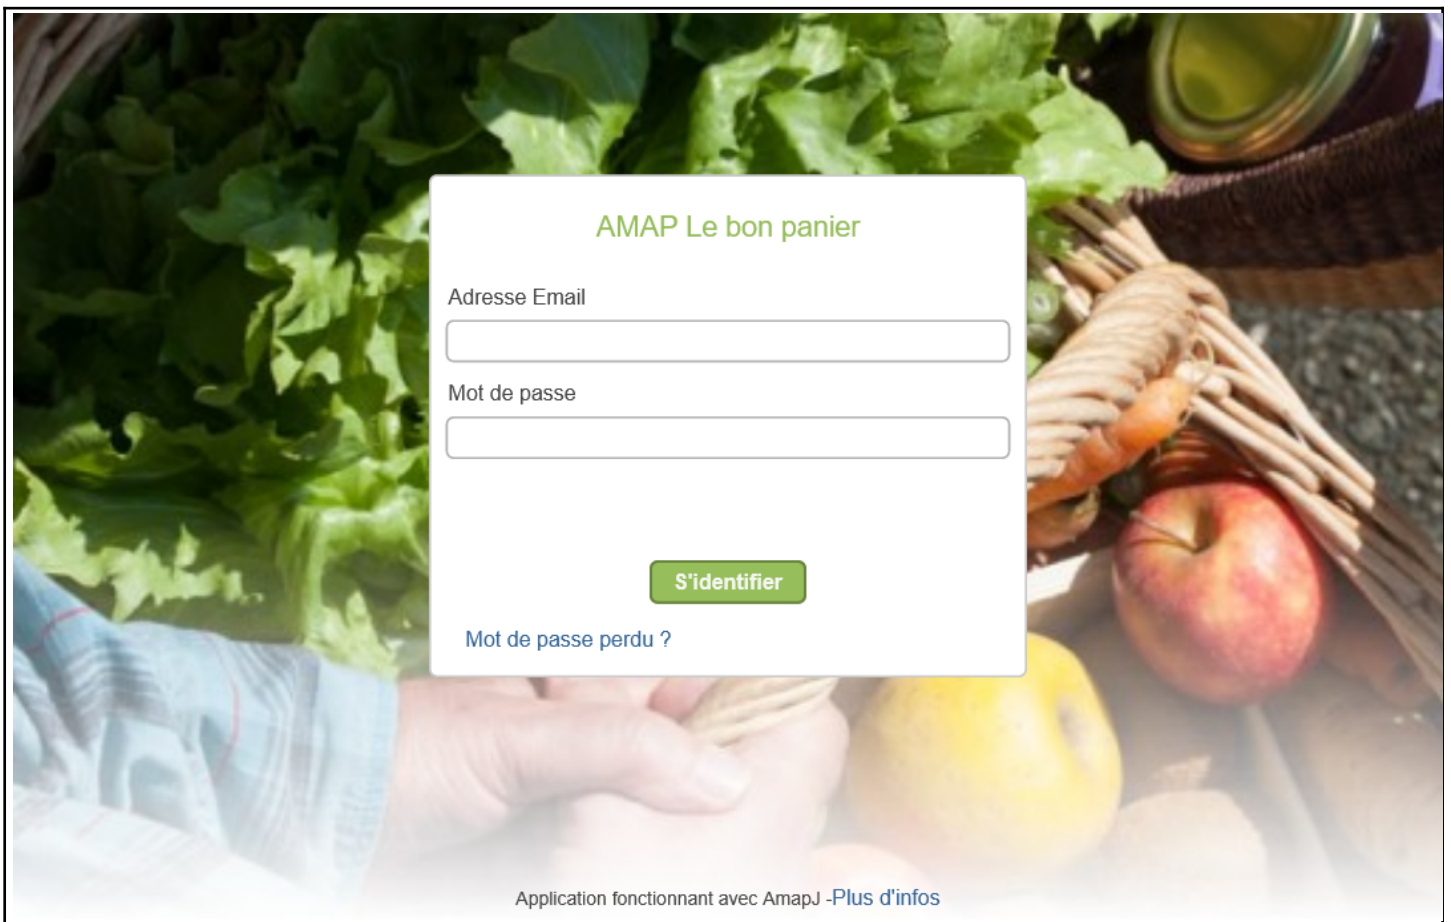 AMAP Le bon panier
Adresse Email
Mot de passe
S'identifier
Mot de passe perdu ?
Application fonctionnant avec AmapJ -Plus d'infos